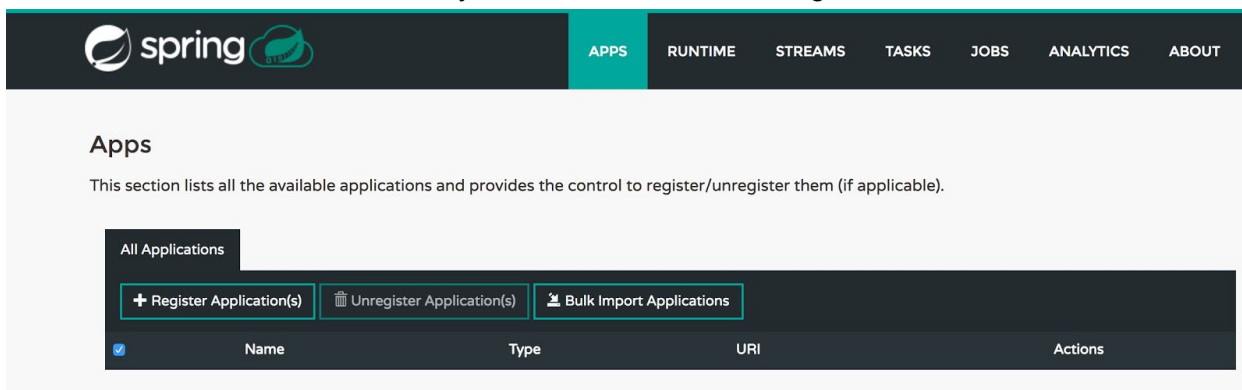 spring
APPS RUNTIME STREAMS TASKS JOBS ANALYTICS ABOUT
Apps
This section lists all the available applications and provides the control to register/unregister them (if applicable).
All Applications
Register Application(s) Unregister Application(s) Bulk Import Applications
Name Type URI Actions